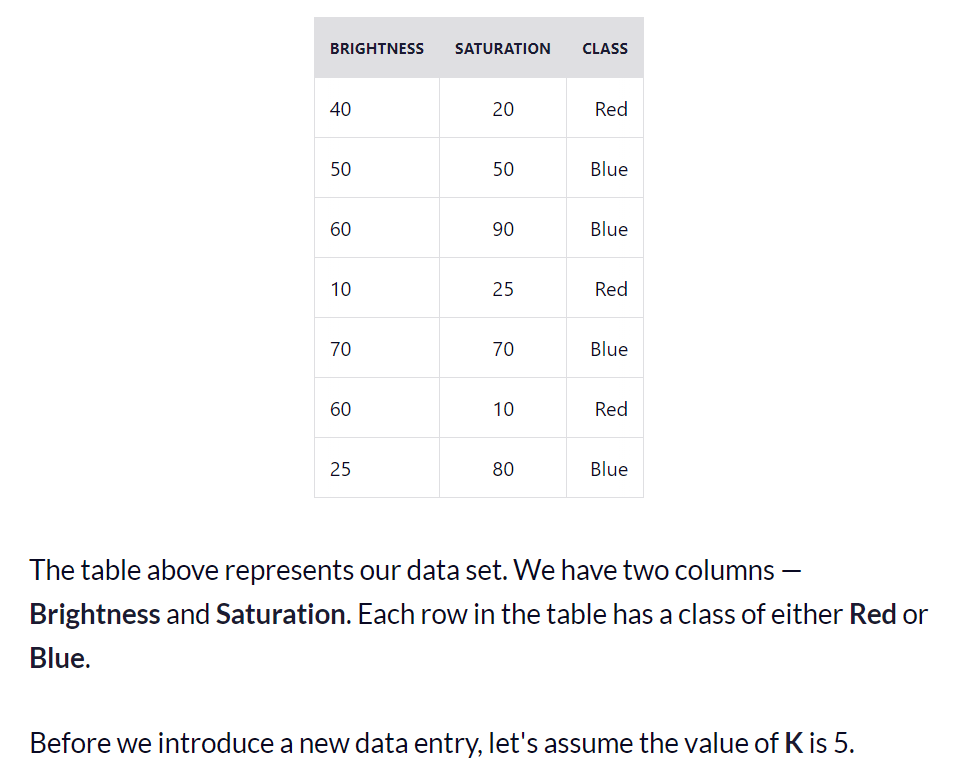 BRIGHTNESS SATURATION CLASS
40 20 Red
50 50 Blue
60 90 Blue
10 25 Red
70 70 Blue
60 10 Red
25 80 Blue
The table above represents our data set. We have two columns —
Brightness and Saturation. Each row in the table has a class of either Red or
Blue.
Before we introduce a new data entry, let's assume the value of K is 5.